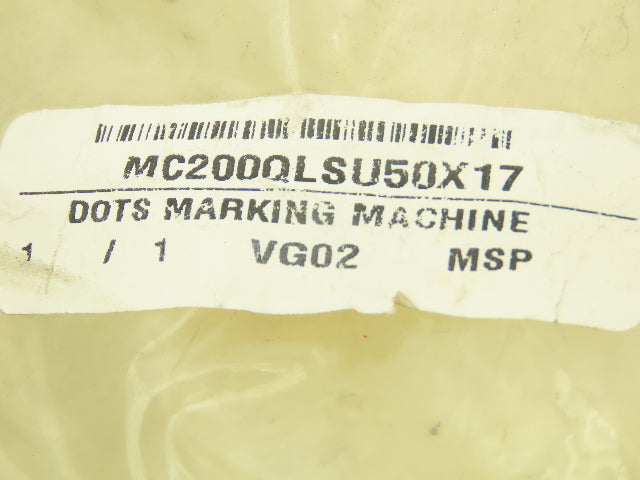 MC200QLSU50X17
DOTS MARKING MACHINE
1 / 1 VG02 MSP